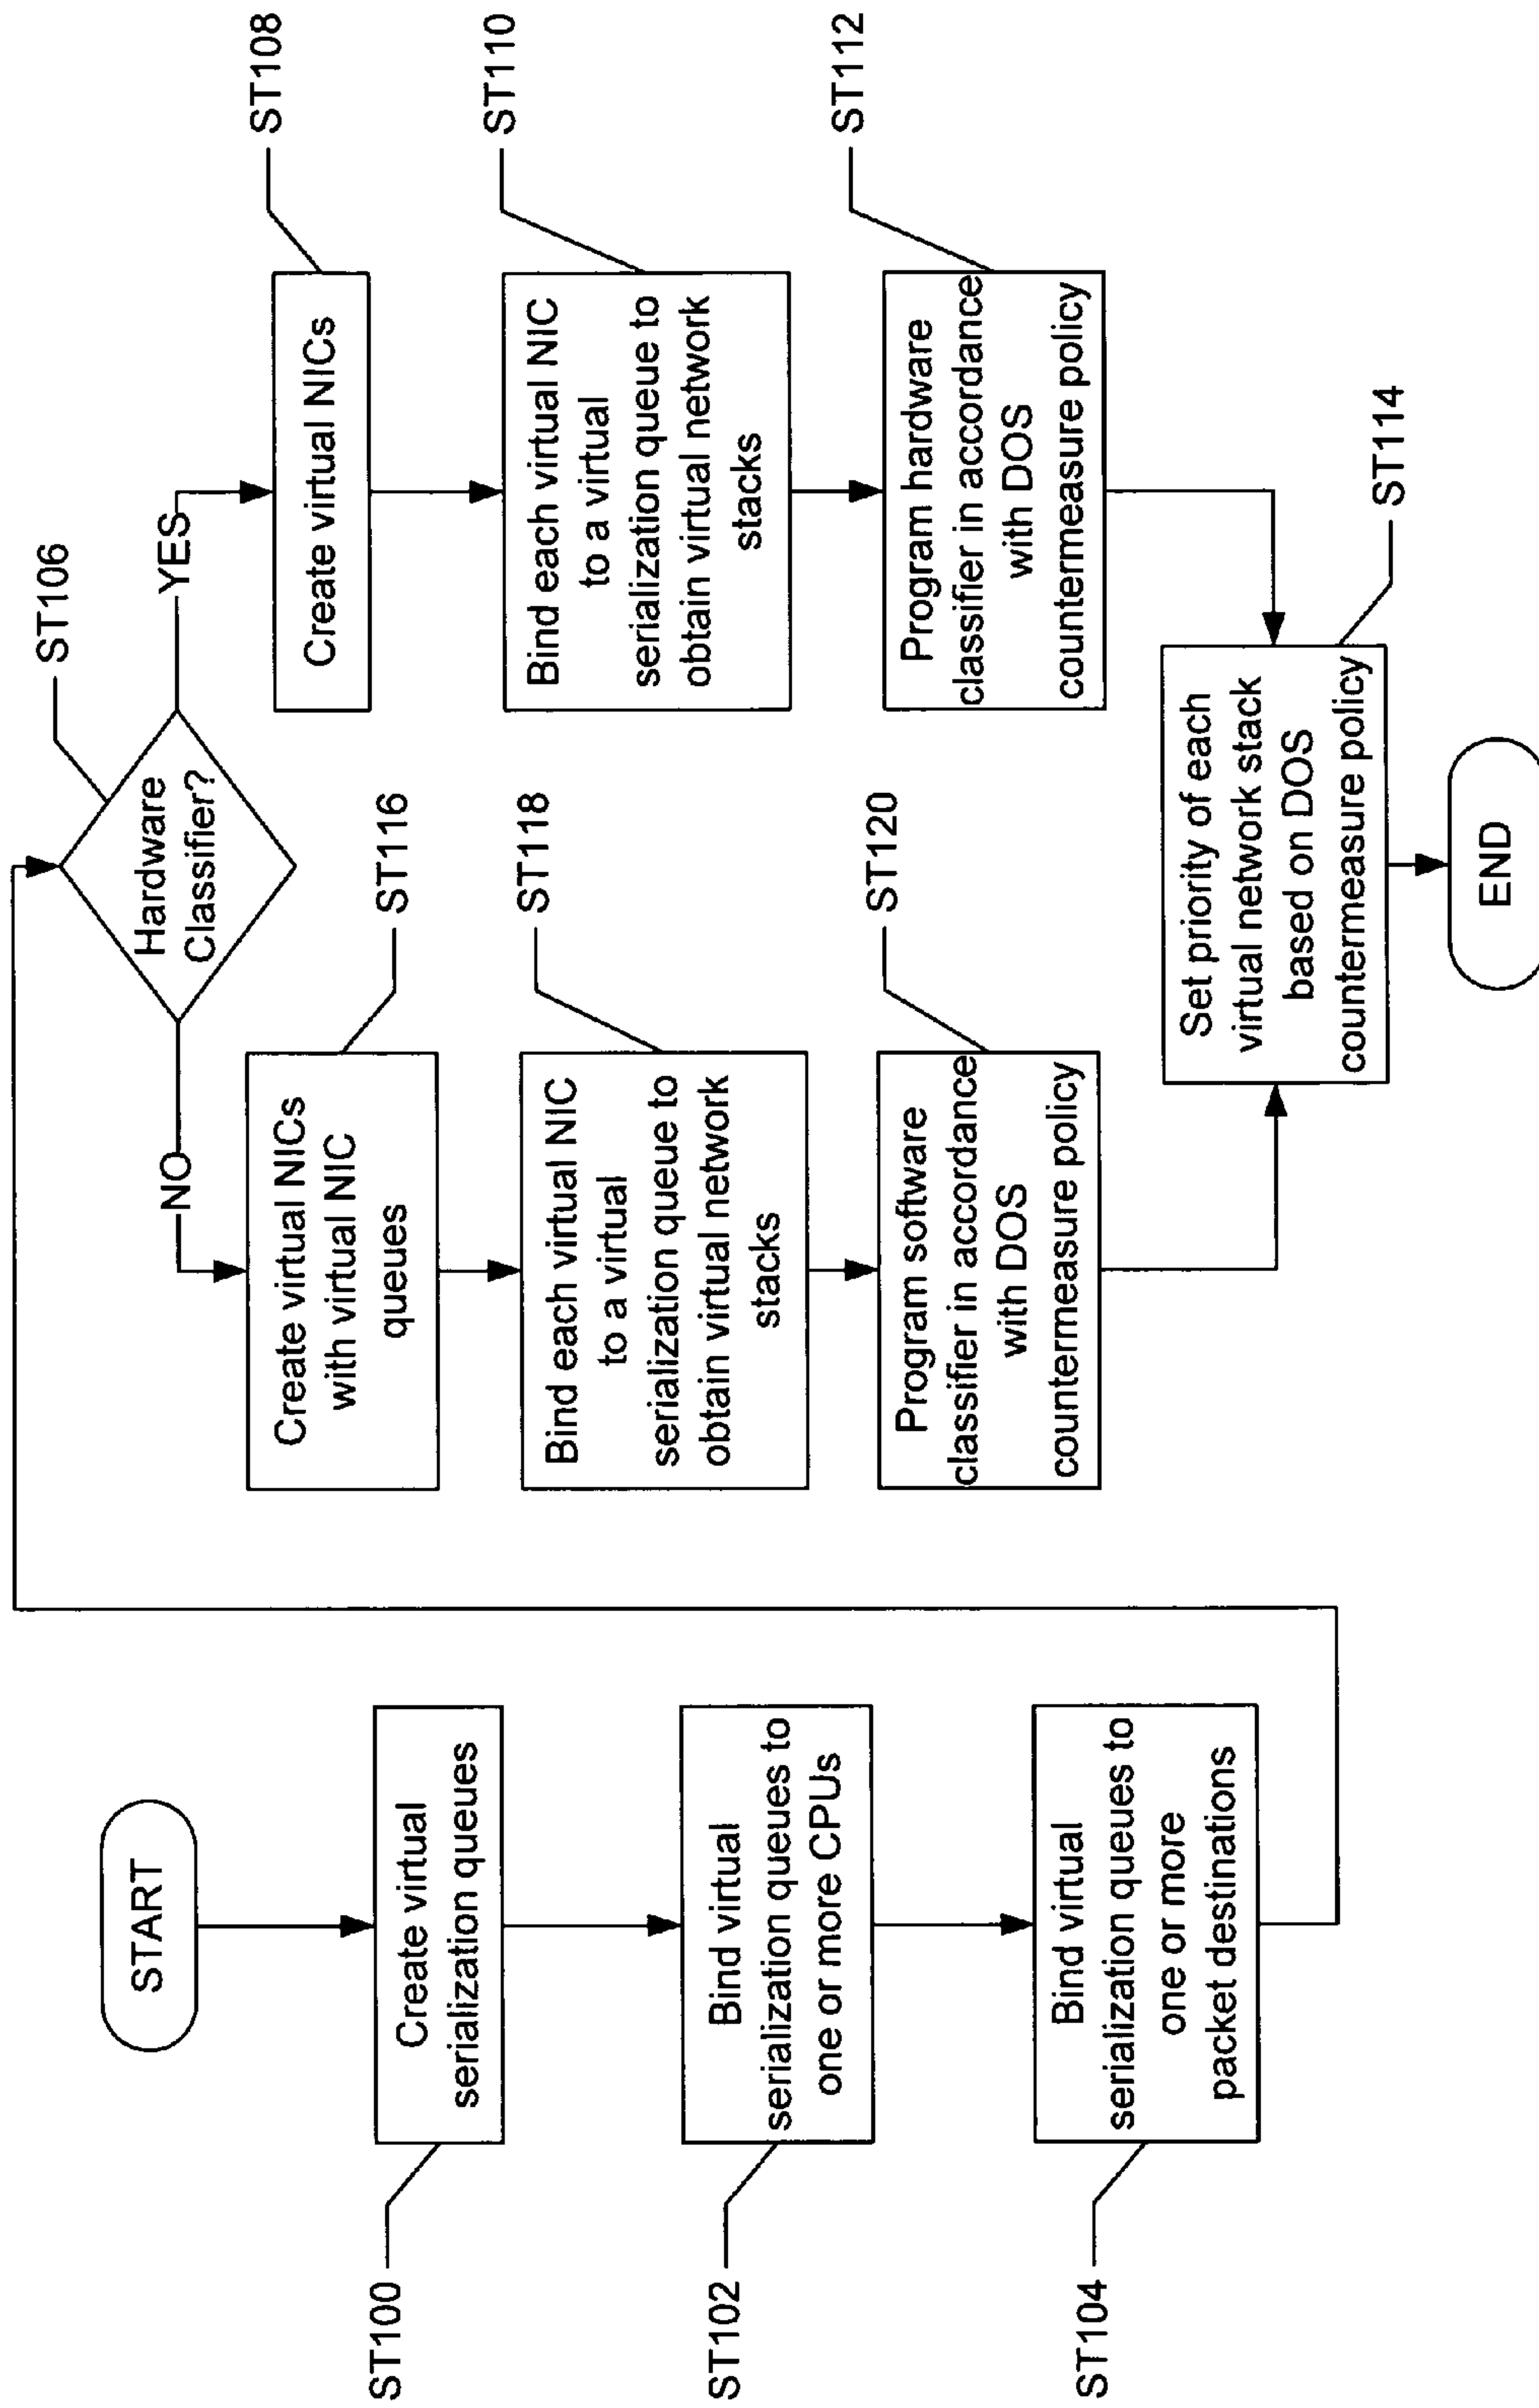 START
ST100
Create virtual
serialization queues
ST102
Bind virtual
serialization queues to
one or more CPUs
ST104
Bind virtual
serialization queues to
one or more
packet destinations
ST106
Hardware
Classifier?
NO
YES
Create virtual NICs
with virtual NIC
queues
ST116
Bind each virtual NIC
to a virtual
serialization queue to
obtain virtual network
stacks
ST118
Program software
classifier in accordance
with DOS
countermeasure policy
ST120
Create virtual NICs
ST108
Bind each virtual NIC
to a virtual
serialization queue to
obtain virtual network
stacks
ST110
Program hardware
classifier in accordance
with DOS
countermeasure policy
ST112
Set priority of each
virtual network stack
based on DOS
countermeasure policy
ST114
END